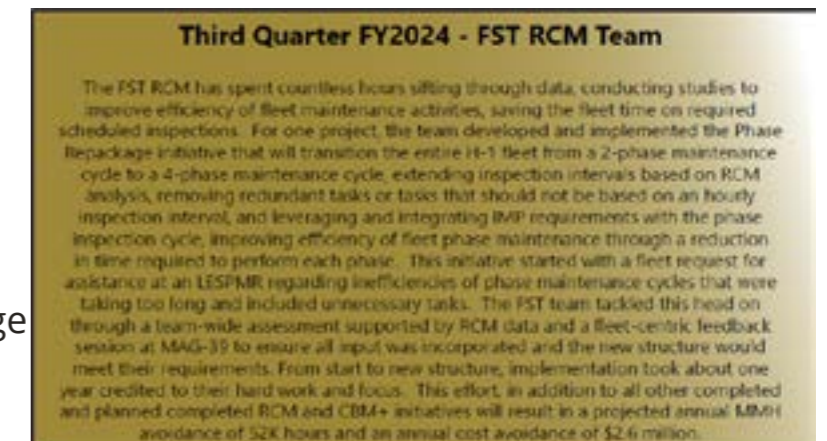 Third Quarter FY2024 - FST RCM Team
The FST RCM has spent countless hours sifting through data, conducting studies to
improve efficiency of fleet maintenance activities, saving the fleet time on required
scheduled inspections. For one project, the team developed and implemented the Phase
Repackage initiative that will transition the entire H-1 fleet from a 2-phase maintenance
cycle to a 4-phase maintenance cycle, extending inspection intervals based on RCM
analysis, removing redundant tasks or tasks that should not be based on an hourly
inspection interval, and leveraging and integrating IMP requirements with the phase
inspection cycle, improving efficiency of fleet phase maintenance through a reduction
in time required to perform each phase. This initiative started with a fleet request for
assistance at an LESPMR regarding inefficiencies of phase maintenance cycles that were
taking too long and included unnecessary tasks. The FST team tackled this head on
ge
through a team-wide assessment supported by RCM data and a fleet-centric feedback
session at MAG-39 to ensure all input was incorporated and the new structure would
meet their requirements. From start to new structure, implementation took about one
year credited to their hard work and focus. This effort, in addition to all other completed
and planned completed RCM and CBM+ initiatives will result in a projected annual MMH
avoidance of 52K hours and an annual cost avoidance of $2.6 million.